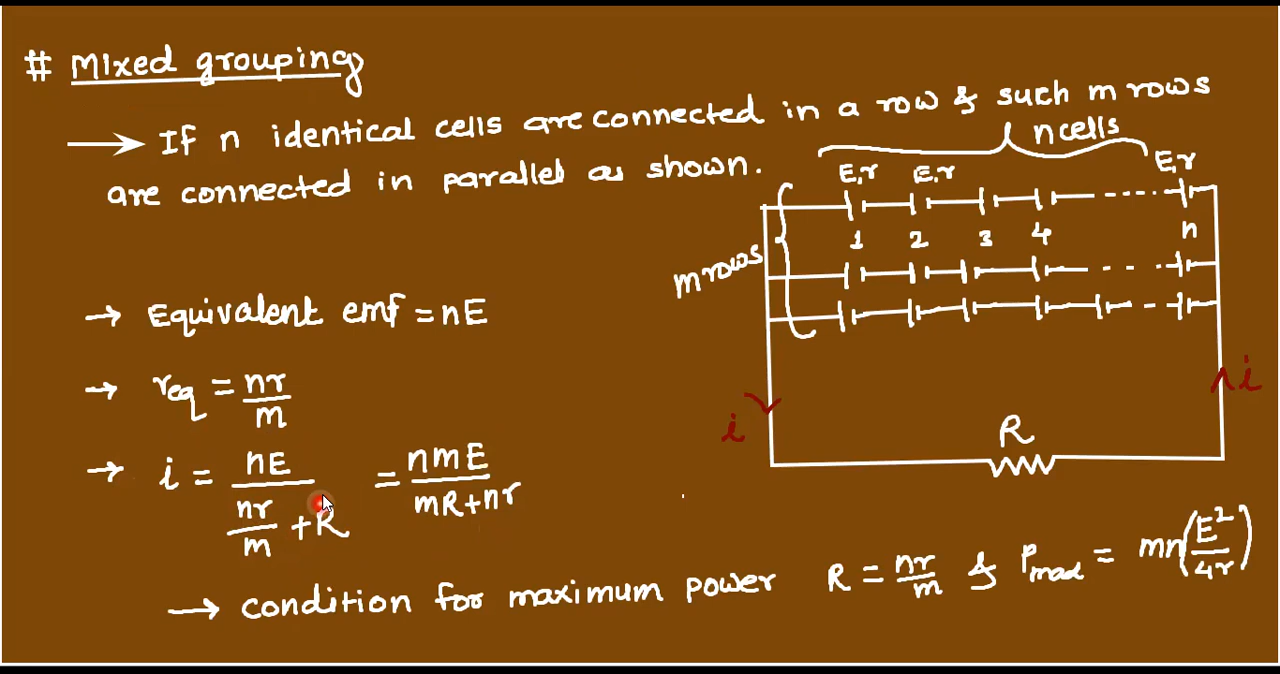 # Mixed grouping
→ If n identical cells are connected in a row & such m rows
are connected in parallel as shown.
n cells
E,r E,r E,r
1 2 3 4 n
m rows
→ Equivalent emf = nE
→ req = nr/m
→ i = nE/(nr/m + R) = nmE/(mR+nr)
i i
R
→ condition for maximum power R = nr/m & Pmax = mn(E²/4r)